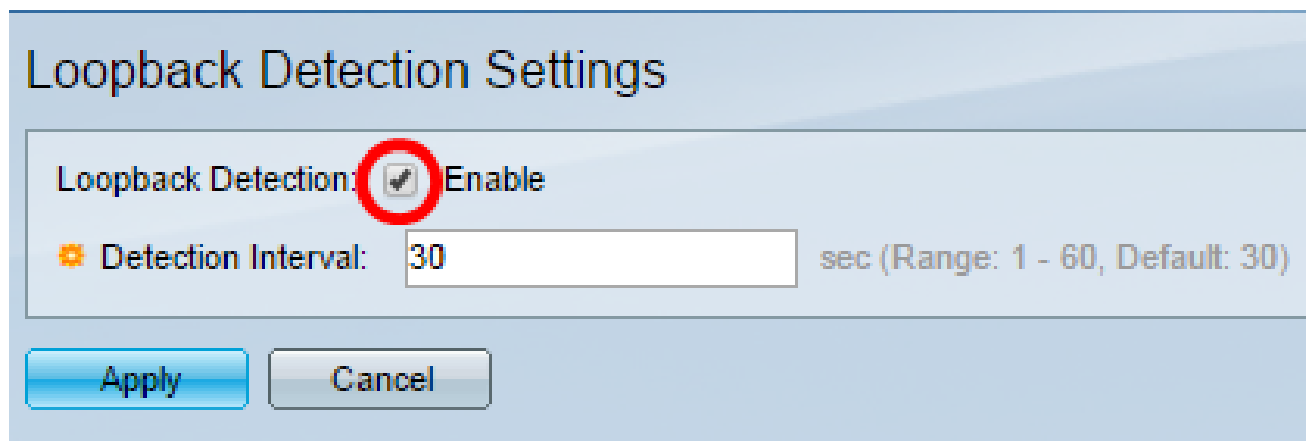 Loopback Detection Settings
Loopback Detection: Enable
Detection Interval: 30 sec (Range: 1 - 60, Default: 30)
Apply Cancel